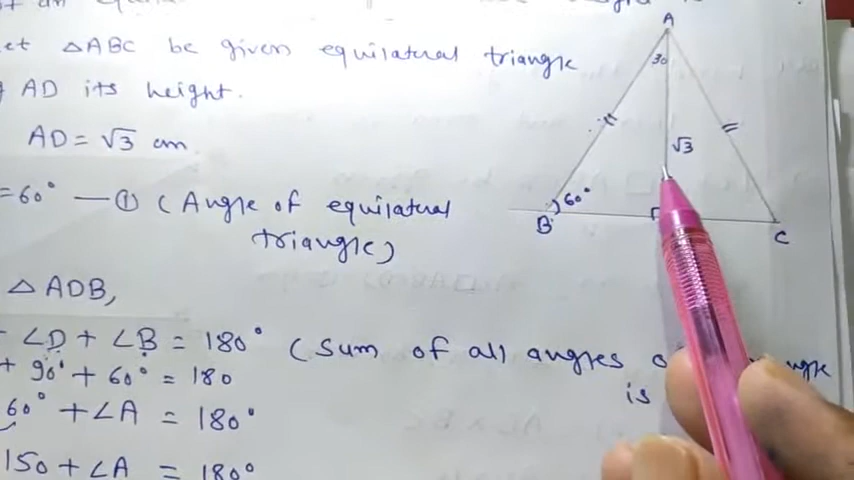 et △ABC be given equilateral triangle
AD its height.
AD = √3 cm
=60° — ① (Angle of equilateral
triangle)
△ADB,
∠D + ∠B = 180° (Sum of all angles
is
+ 90° + 60° = 180
60° + ∠A = 180°
150 + ∠A = 180°
A
30
√3
60°
B
C